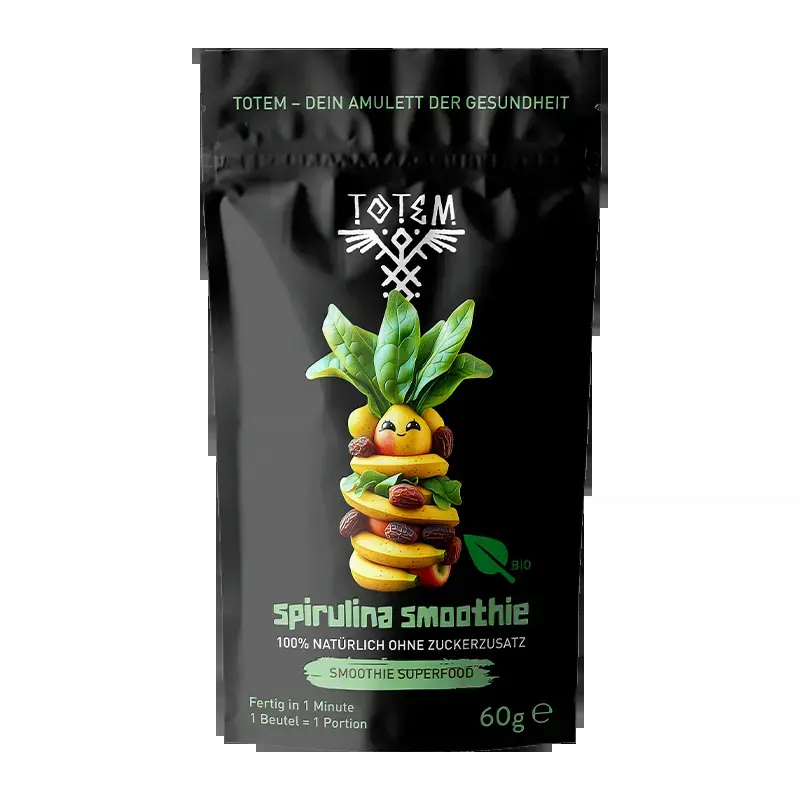 TOTEM – DEIN AMULETT DER GESUNDHEIT
TOTEM
BIO
spirulina smoothie
100% NATÜRLICH OHNE ZUCKERZUSATZ
SMOOTHIE SUPERFOOD
Fertig in 1 Minute
1 Beutel = 1 Portion
60g ℮